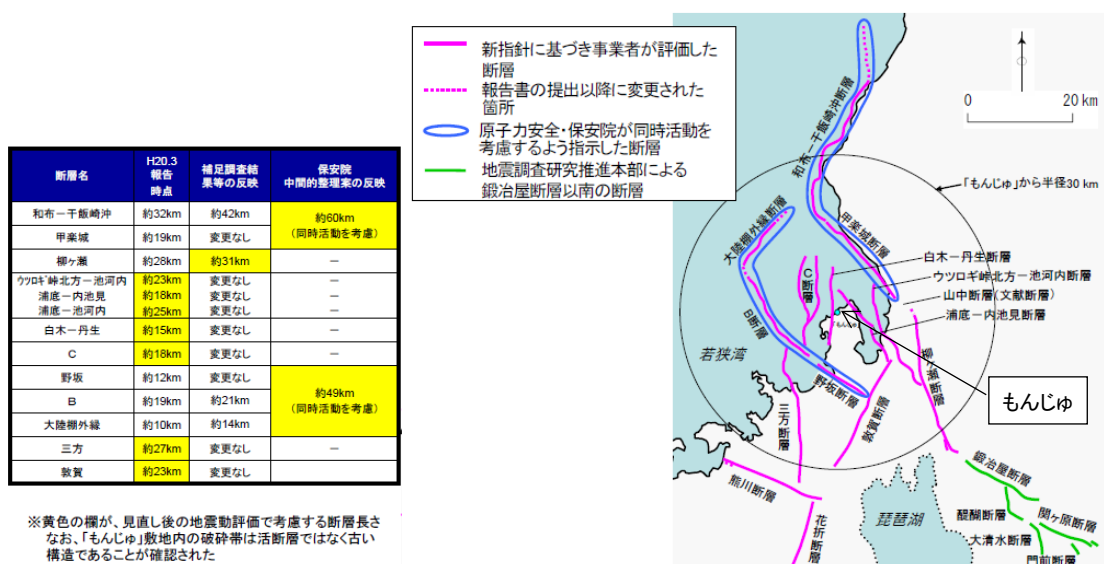 新指針に基づき事業者が評価した
断層
報告書の提出以降に変更された
箇所
原子力安全・保安院が同時活動を
考慮するよう指示した断層
地震調査研究推進本部による
鍛冶屋断層以南の断層
断層名 H20.3報告時点 補足調査結果等の反映 保安院中間的整理案の反映
和布－干飯崎沖 約32km 約42km 約60km(同時活動を考慮)
甲楽城 約19km 変更なし
柳ヶ瀬 約28km 約31km －
ウツロギ峠北方－池河内 約23km 変更なし －
浦底－内池見 約18km 変更なし －
浦底－池河内 約25km 変更なし －
白木－丹生 約15km 変更なし －
C 約18km 変更なし －
野坂 約12km 変更なし 約49km(同時活動を考慮)
B 約19km 約21km
大陸棚外縁 約10km 約14km
三方 約27km 変更なし －
敦賀 約23km 変更なし
※黄色の欄が、見直し後の地震動評価で考慮する断層長さ
なお、「もんじゅ」敷地内の破砕帯は活断層ではなく古い
構造であることが確認された
0 20 km
和布－干飯崎沖断層
「もんじゅ」から半径30 km
大陸棚外縁断層
甲楽城断層
白木－丹生断層
C断層
ウツロギ峠北方－池河内断層
山中断層(文献断層)
浦底－内池見断層
B断層
もんじゅ
若狭湾
野坂断層
柳ヶ瀬断層
もんじゅ
三方断層
敦賀断層
熊川断層
花折断層
琵琶湖
鍛冶屋断層
関ヶ原断層
醍醐断層
大清水断層
門前断層